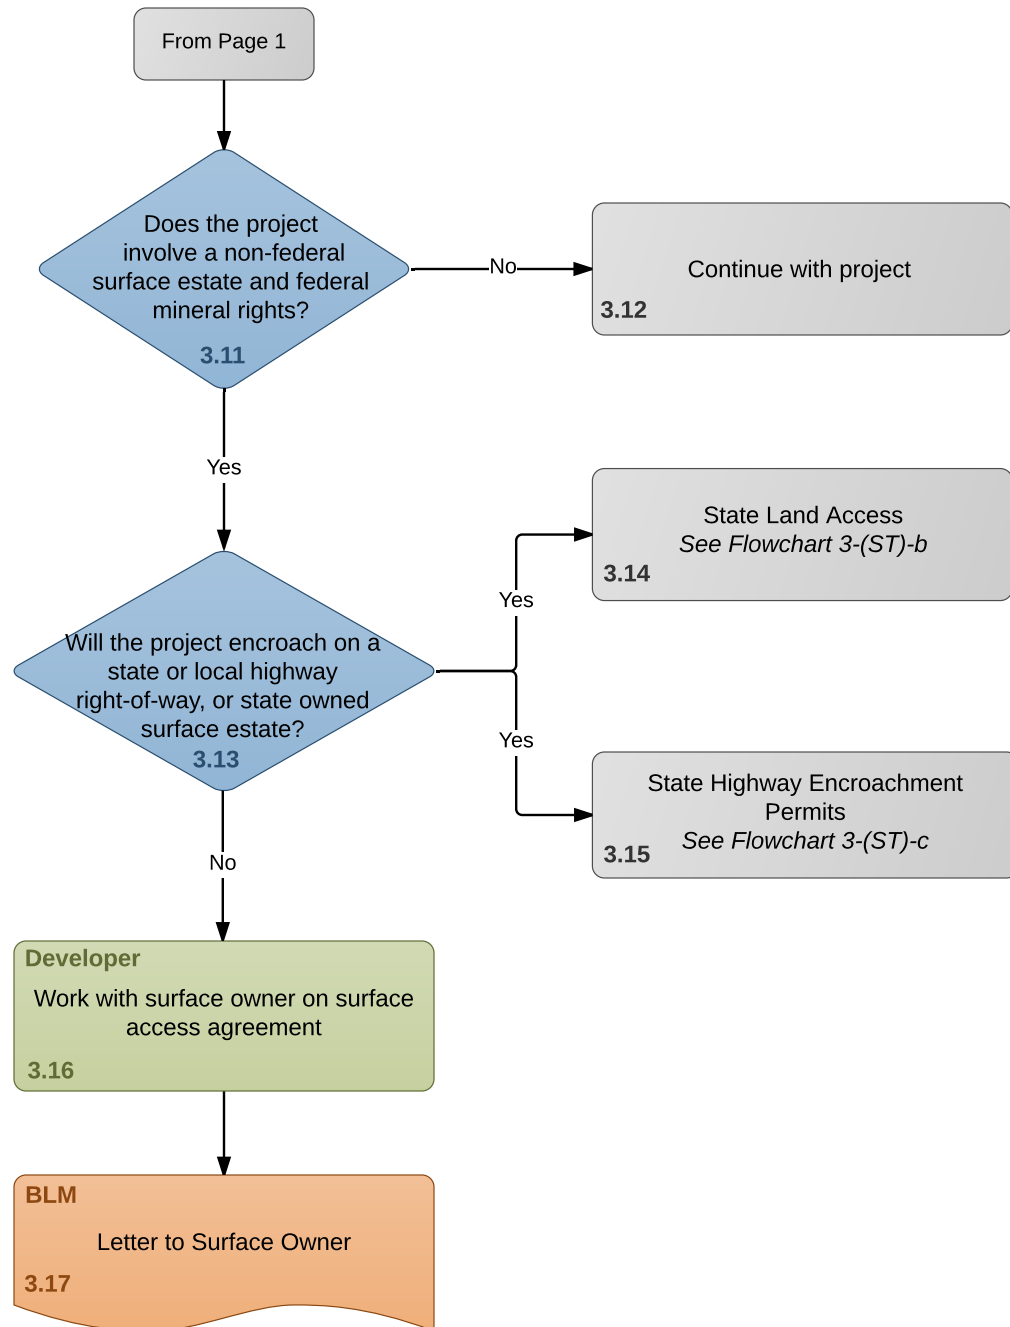 From Page 1
Does the project
involve a non-federal
surface estate and federal
mineral rights?
3.11
No
Continue with project
3.12
Yes
Will the project encroach on a
state or local highway
right-of-way, or state owned
surface estate?
3.13
Yes
State Land Access
See Flowchart 3-(ST)-b
3.14
Yes
State Highway Encroachment
Permits
See Flowchart 3-(ST)-c
3.15
No
Developer
Work with surface owner on surface
access agreement
3.16
BLM
Letter to Surface Owner
3.17